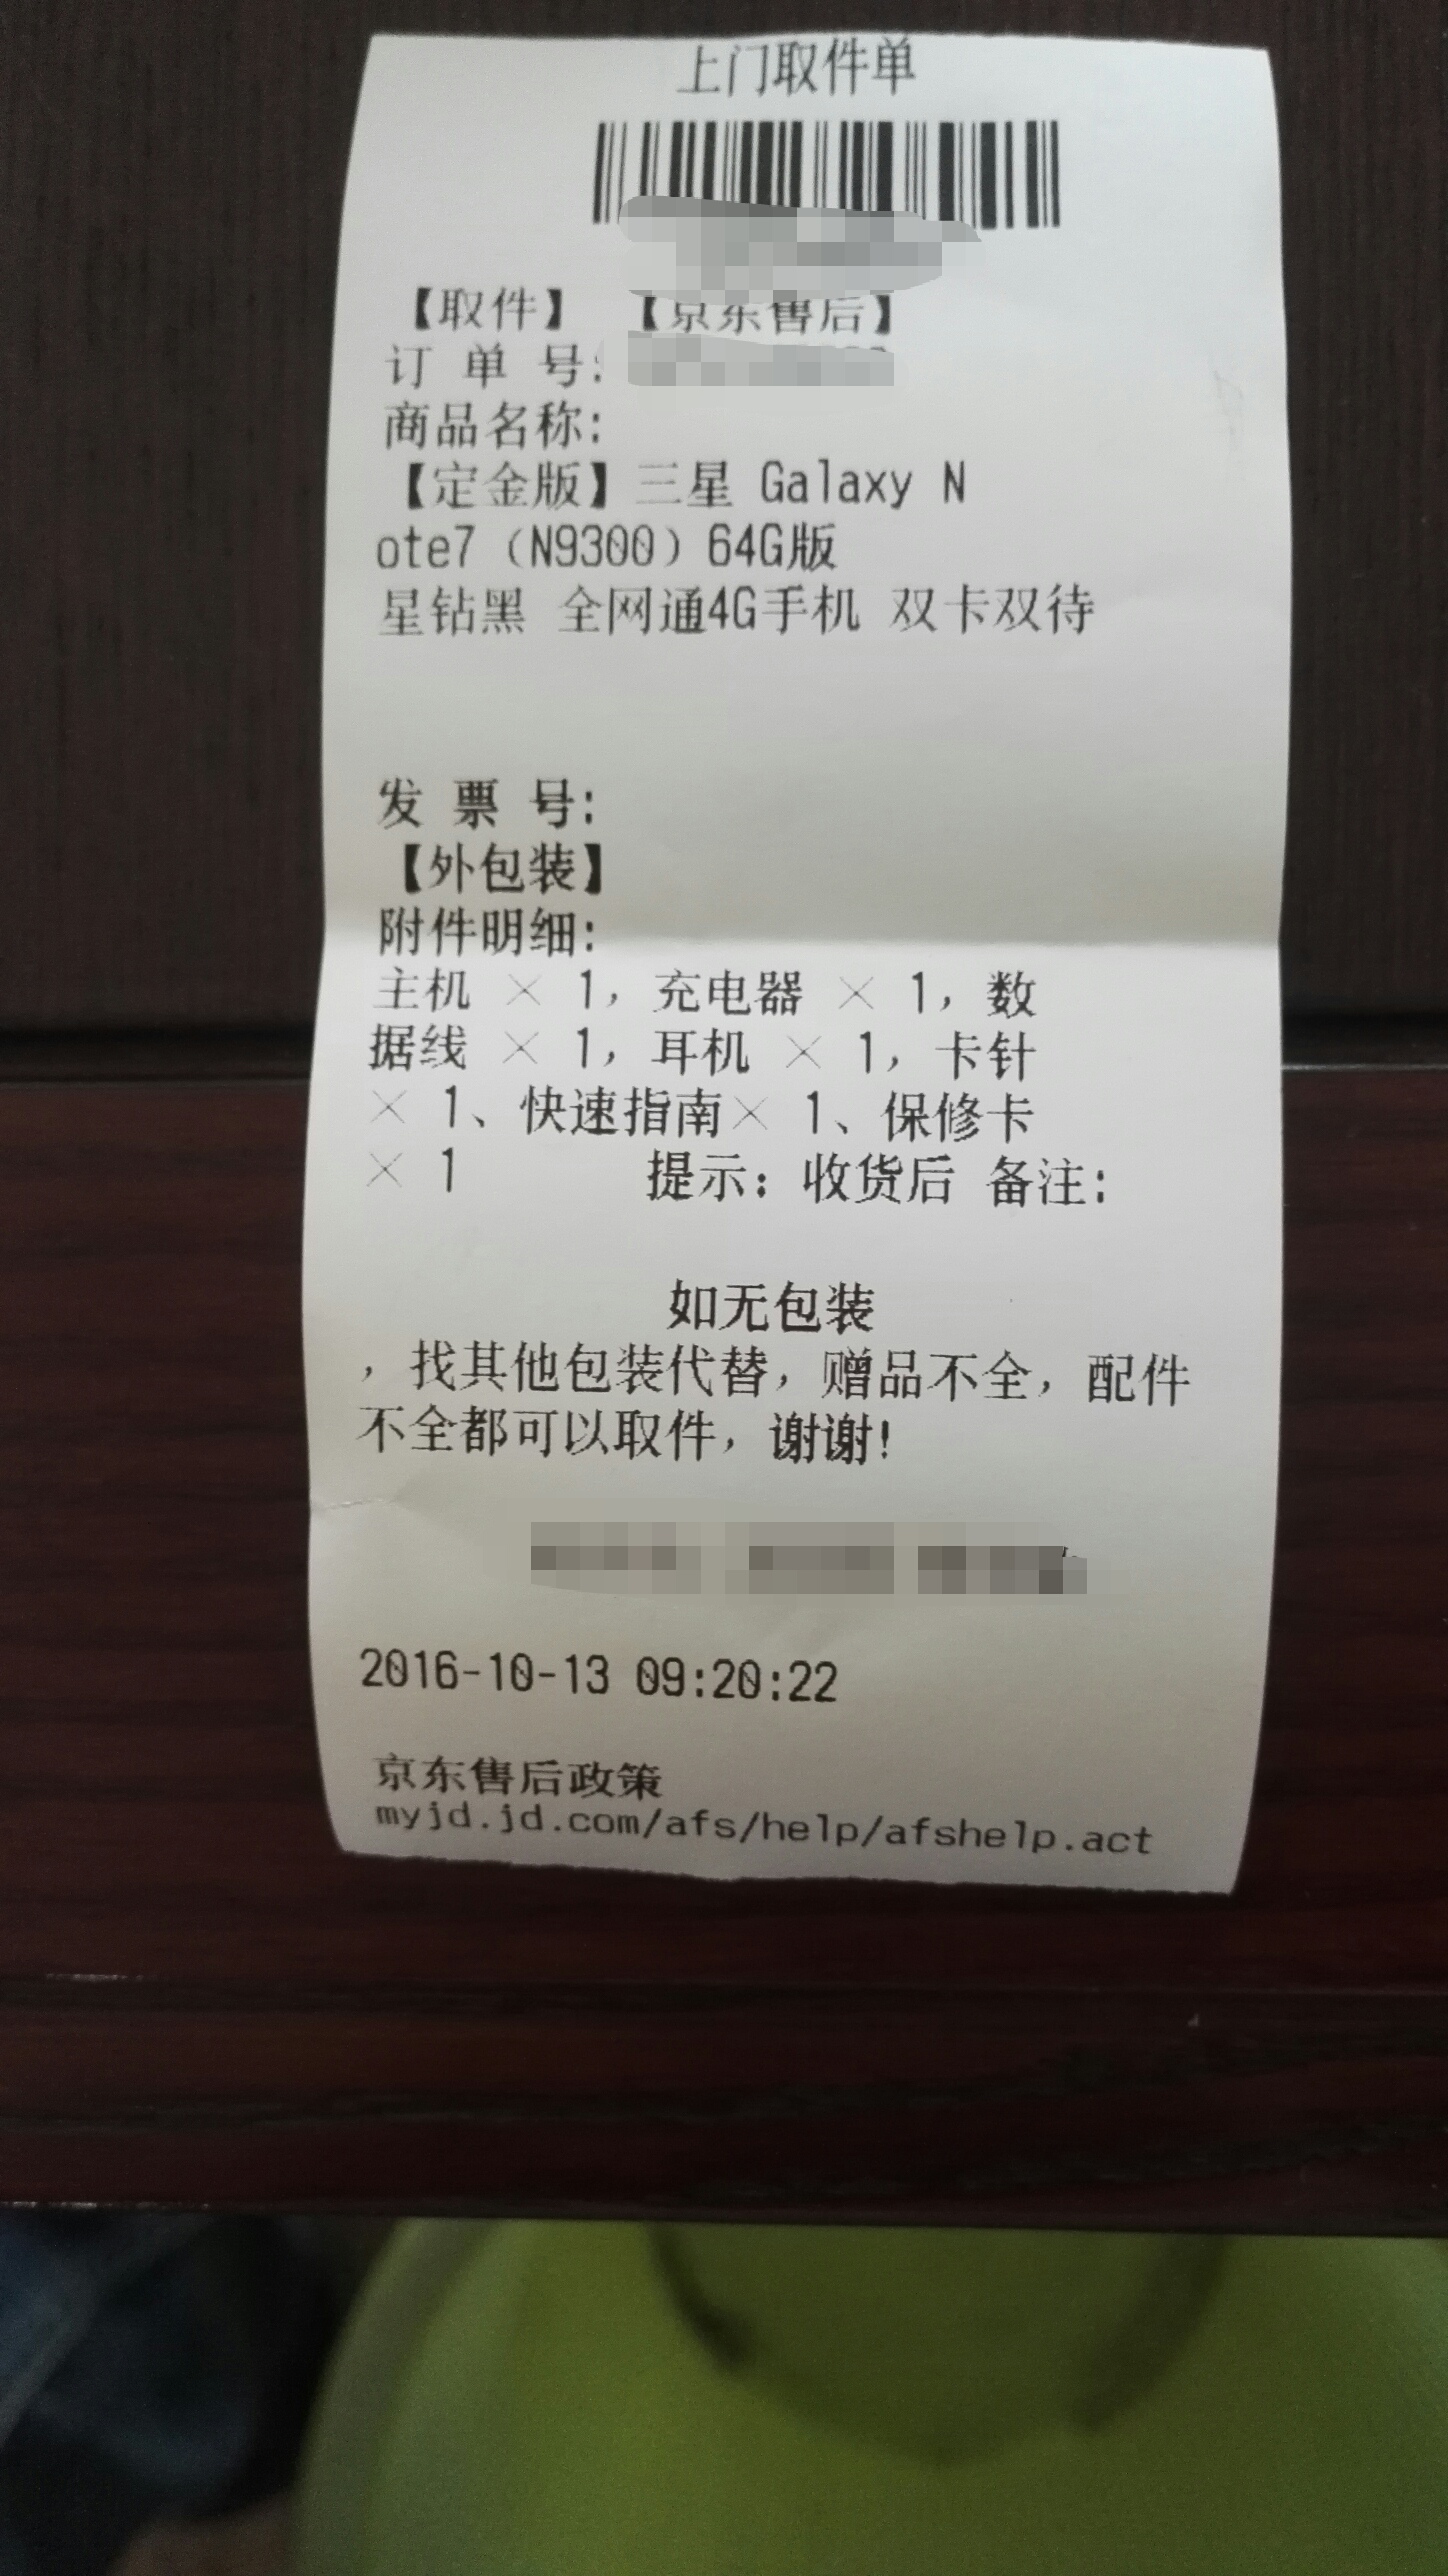 上门取件单
【取件】 【京东售后】
订 单 号:
商品名称:
【定金版】三星 Galaxy N
ote7（N9300）64G版
星钻黑 全网通4G手机 双卡双待
发 票 号:
【外包装】
附件明细:
主机 × 1, 充电器 × 1, 数
据线 × 1, 耳机 × 1, 卡针
× 1、快速指南× 1、保修卡
× 1 提示: 收货后 备注:
如无包装
, 找其他包装代替, 赠品不全, 配件
不全都可以取件, 谢谢!
2016-10-13 09:20:22
京东售后政策
myjd.jd.com/afs/help/afshelp.act